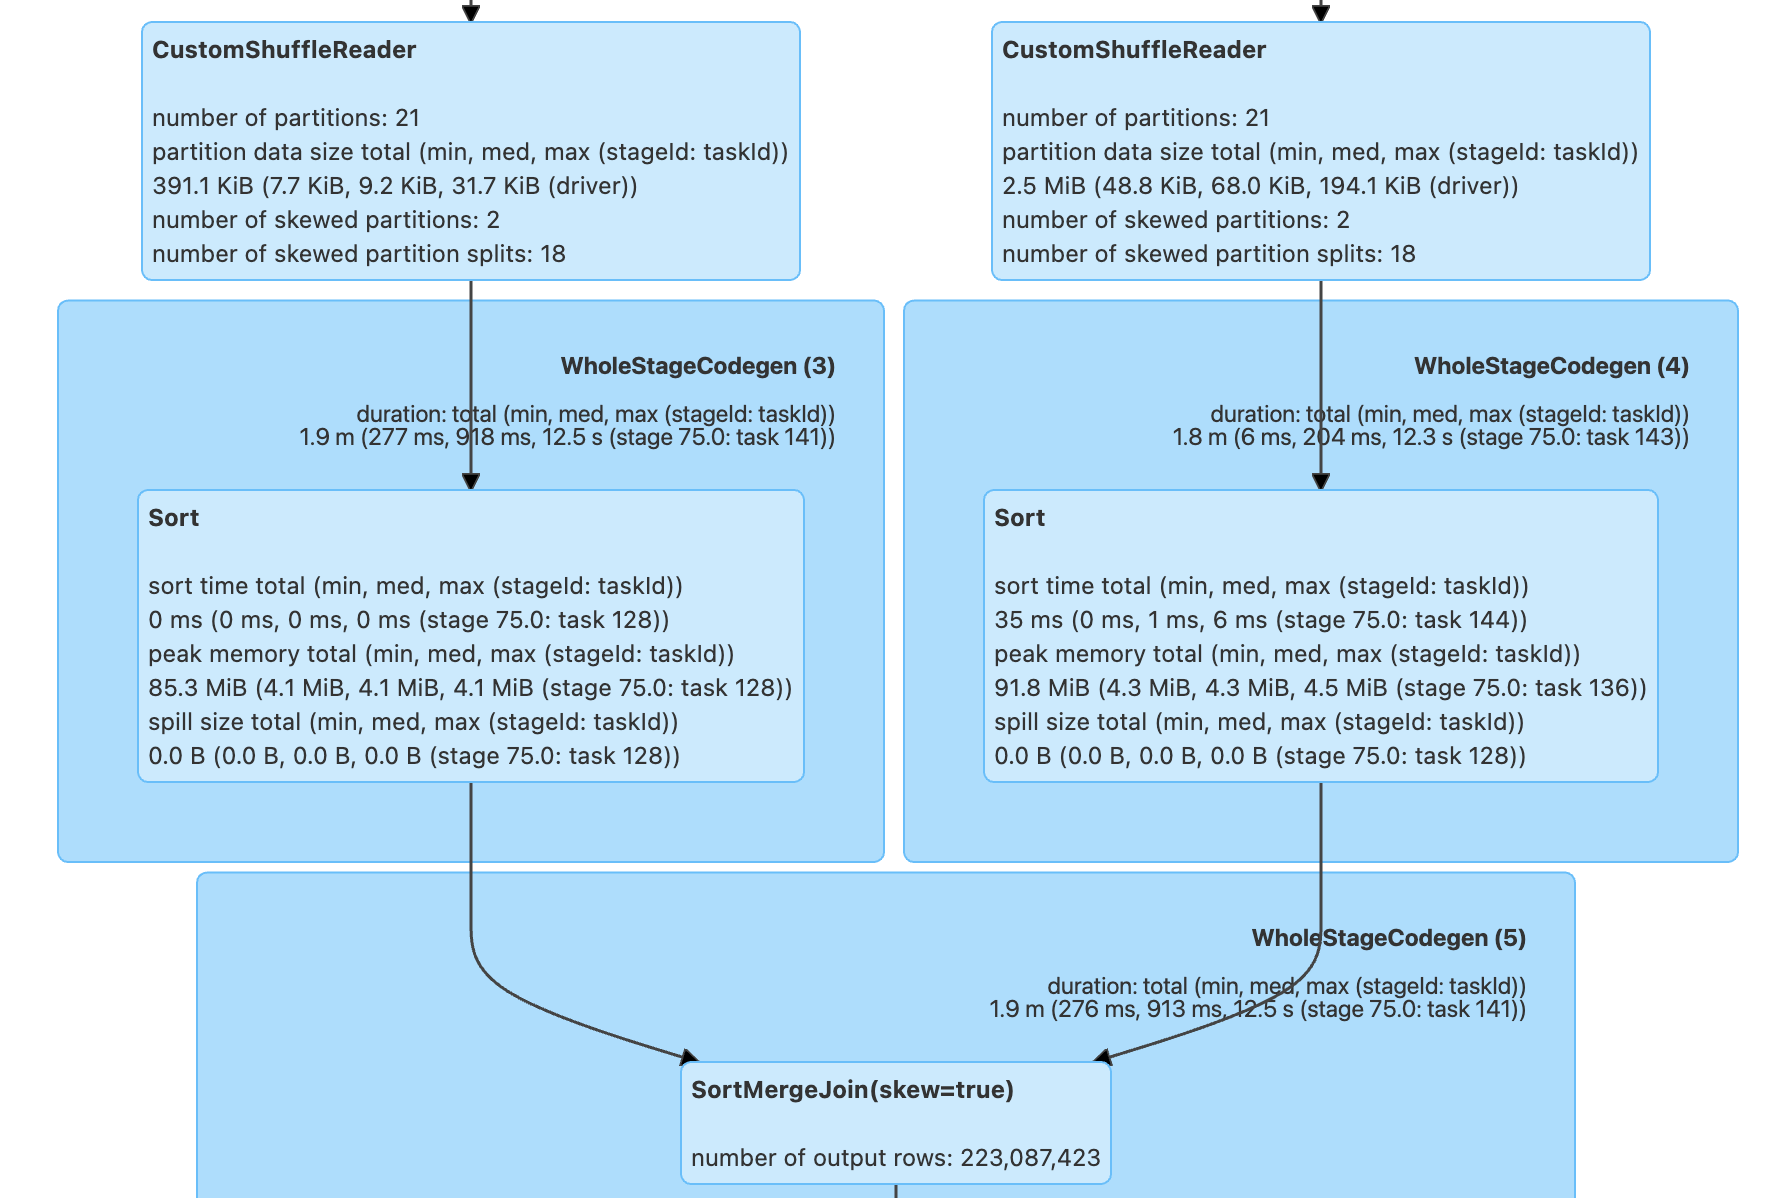 CustomShuffleReader
number of partitions: 21
partition data size total (min, med, max (stageId: taskId))
391.1 KiB (7.7 KiB, 9.2 KiB, 31.7 KiB (driver))
number of skewed partitions: 2
number of skewed partition splits: 18
CustomShuffleReader
number of partitions: 21
partition data size total (min, med, max (stageId: taskId))
2.5 MiB (48.8 KiB, 68.0 KiB, 194.1 KiB (driver))
number of skewed partitions: 2
number of skewed partition splits: 18
WholeStageCodegen (3)
duration: total (min, med, max (stageId: taskId))
1.9 m (277 ms, 918 ms, 12.5 s (stage 75.0: task 141))
Sort
sort time total (min, med, max (stageId: taskId))
0 ms (0 ms, 0 ms, 0 ms (stage 75.0: task 128))
peak memory total (min, med, max (stageId: taskId))
85.3 MiB (4.1 MiB, 4.1 MiB, 4.1 MiB (stage 75.0: task 128))
spill size total (min, med, max (stageId: taskId))
0.0 B (0.0 B, 0.0 B, 0.0 B (stage 75.0: task 128))
WholeStageCodegen (4)
duration: total (min, med, max (stageId: taskId))
1.8 m (6 ms, 204 ms, 12.3 s (stage 75.0: task 143))
Sort
sort time total (min, med, max (stageId: taskId))
35 ms (0 ms, 1 ms, 6 ms (stage 75.0: task 144))
peak memory total (min, med, max (stageId: taskId))
91.8 MiB (4.3 MiB, 4.3 MiB, 4.5 MiB (stage 75.0: task 136))
spill size total (min, med, max (stageId: taskId))
0.0 B (0.0 B, 0.0 B, 0.0 B (stage 75.0: task 128))
WholeStageCodegen (5)
duration: total (min, med, max (stageId: taskId))
1.9 m (276 ms, 913 ms, 12.5 s (stage 75.0: task 141))
SortMergeJoin(skew=true)
number of output rows: 223,087,423